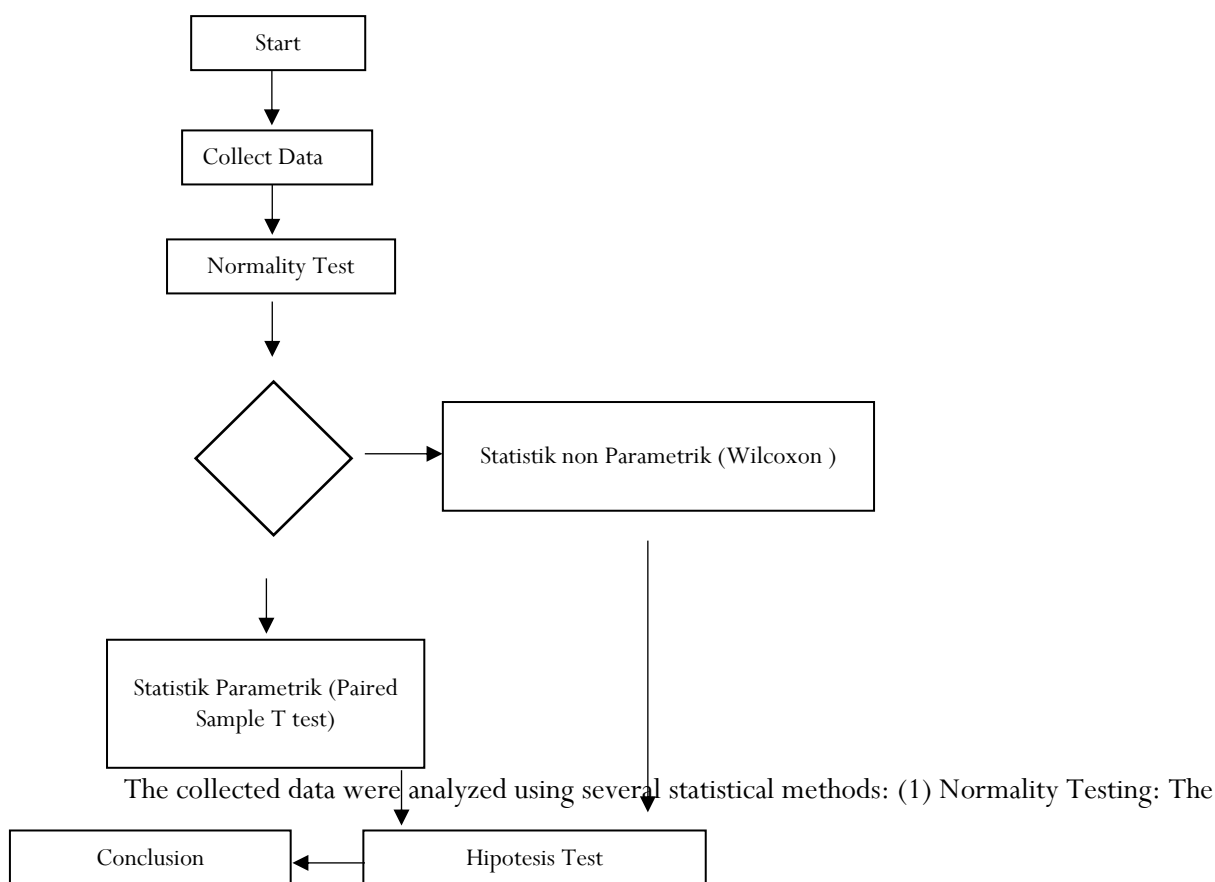 Start
Collect Data
Normality Test
Statistik non Parametrik (Wilcoxon )
Statistik Parametrik (Paired
Sample T test)
The collected data were analyzed using several statistical methods: (1) Normality Testing: The
Conclusion
Hipotesis Test